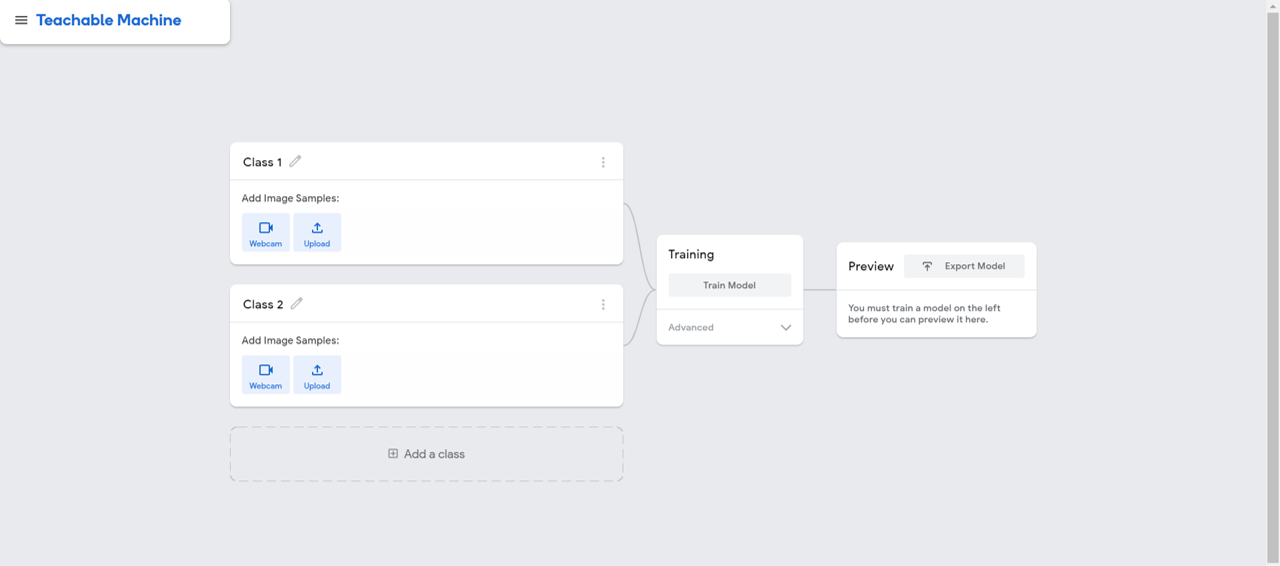 Teachable Machine
Class 1
Add Image Samples:
Webcam
Upload
Class 2
Add Image Samples:
Webcam
Upload
Add a class
Training
Train Model
Advanced
Preview
Export Model
You must train a model on the left
before you can preview it here.